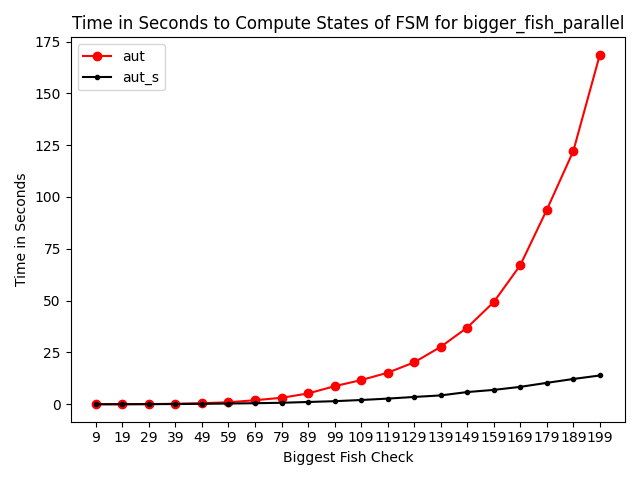 Time in Seconds to Compute States of FSM for bigger_fish_parallel
aut
aut_s
175
150
125
100
75
50
25
0
Time in Seconds
9 19 29 39 49 59 69 79 89 99 109 119 129 139 149 159 169 179 189 199
Biggest Fish Check